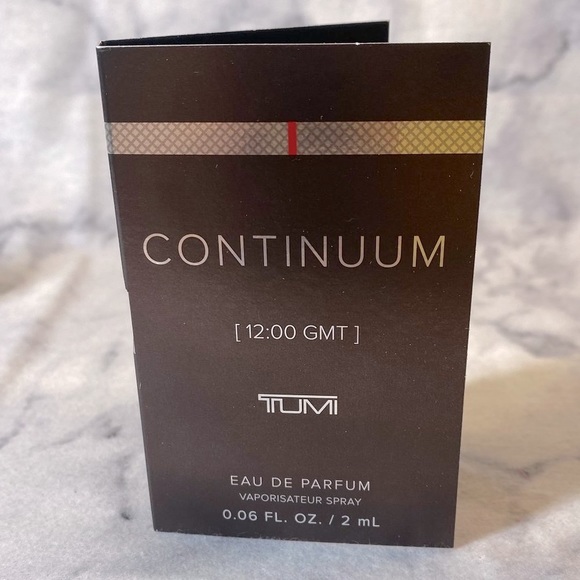 CONTINUUM
[ 12:00 GMT ]
TUMI
EAU DE PARFUM
VAPORISATEUR SPRAY
0.06 FL. OZ. / 2 mL